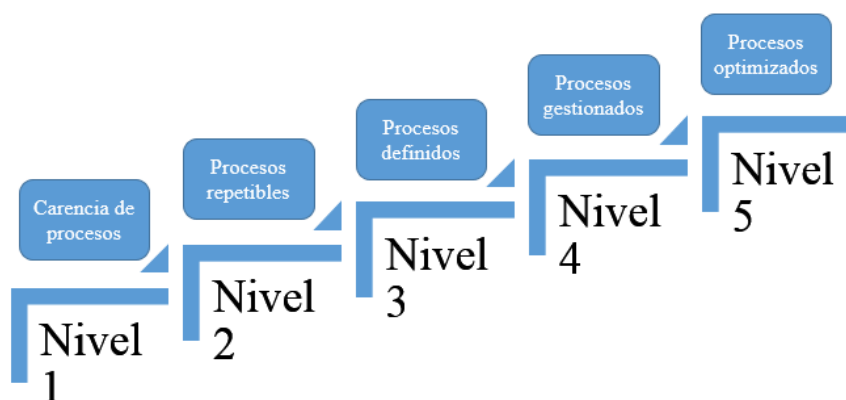 Carencia de
procesos
Nivel
1
Procesos
repetibles
Nivel
2
Procesos
definidos
Nivel
3
Procesos
gestionados
Nivel
4
Procesos
optimizados
Nivel
5